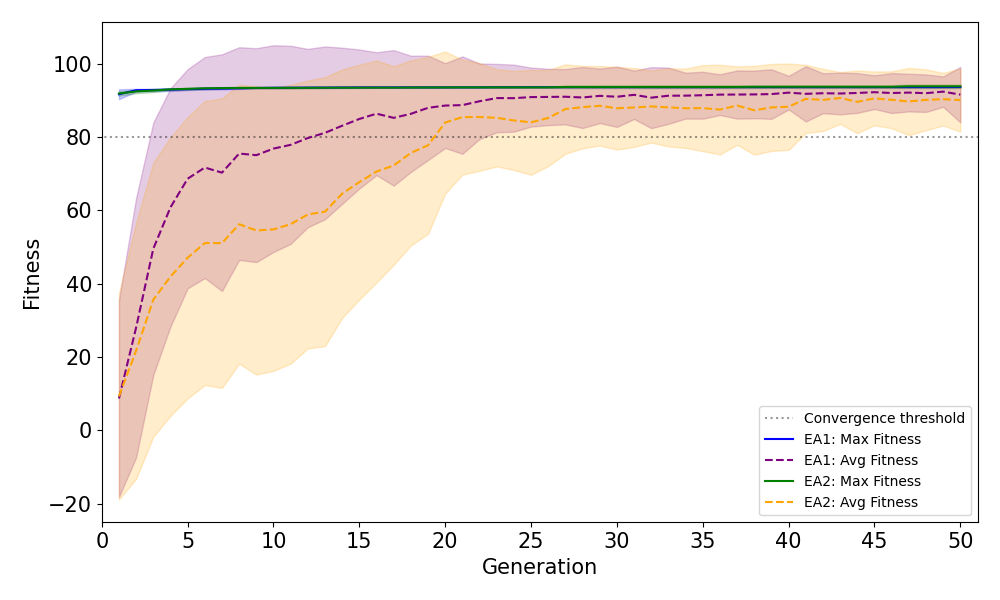 100
80
60
40
20
0
−20
Fitness
0 5 10 15 20 25 30 35 40 45 50
Generation
Convergence threshold
EA1: Max Fitness
EA1: Avg Fitness
EA2: Max Fitness
EA2: Avg Fitness